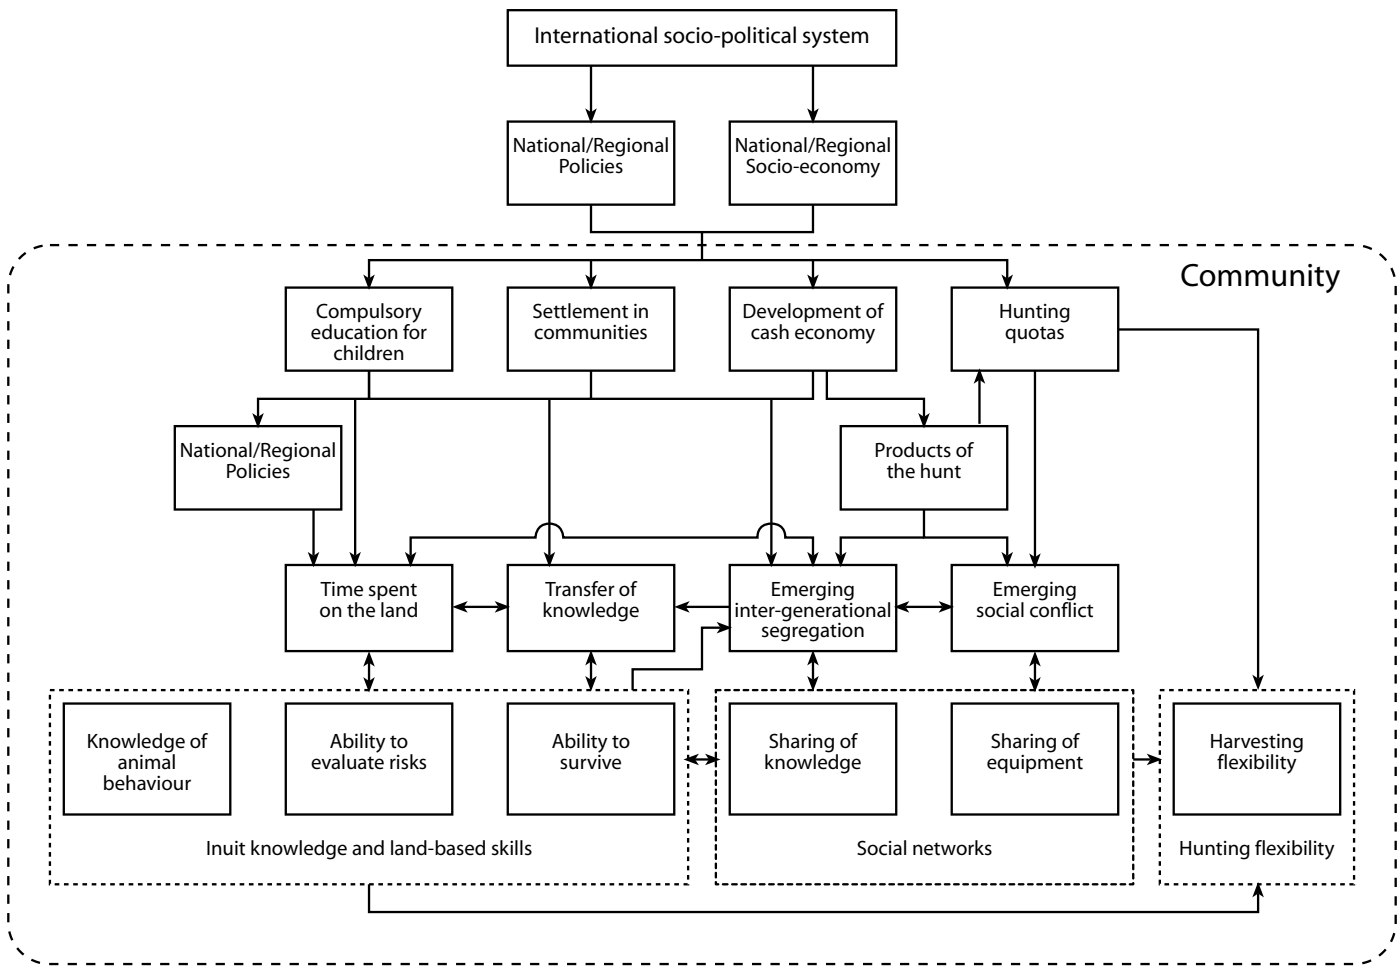 International socio-political system
National/Regional
Policies
National/Regional
Socio-economy
Community
Compulsory
education for
children
Settlement in
communities
Development of
cash economy
Hunting
quotas
National/Regional
Policies
Products of
the hunt
Time spent
on the land
Transfer of
knowledge
Emerging
inter-generational
segregation
Emerging
social conflict
Knowledge of
animal
behaviour
Ability to
evaluate risks
Ability to
survive
Sharing of
knowledge
Sharing of
equipment
Harvesting
flexibility
Inuit knowledge and land-based skills
Social networks
Hunting flexibility